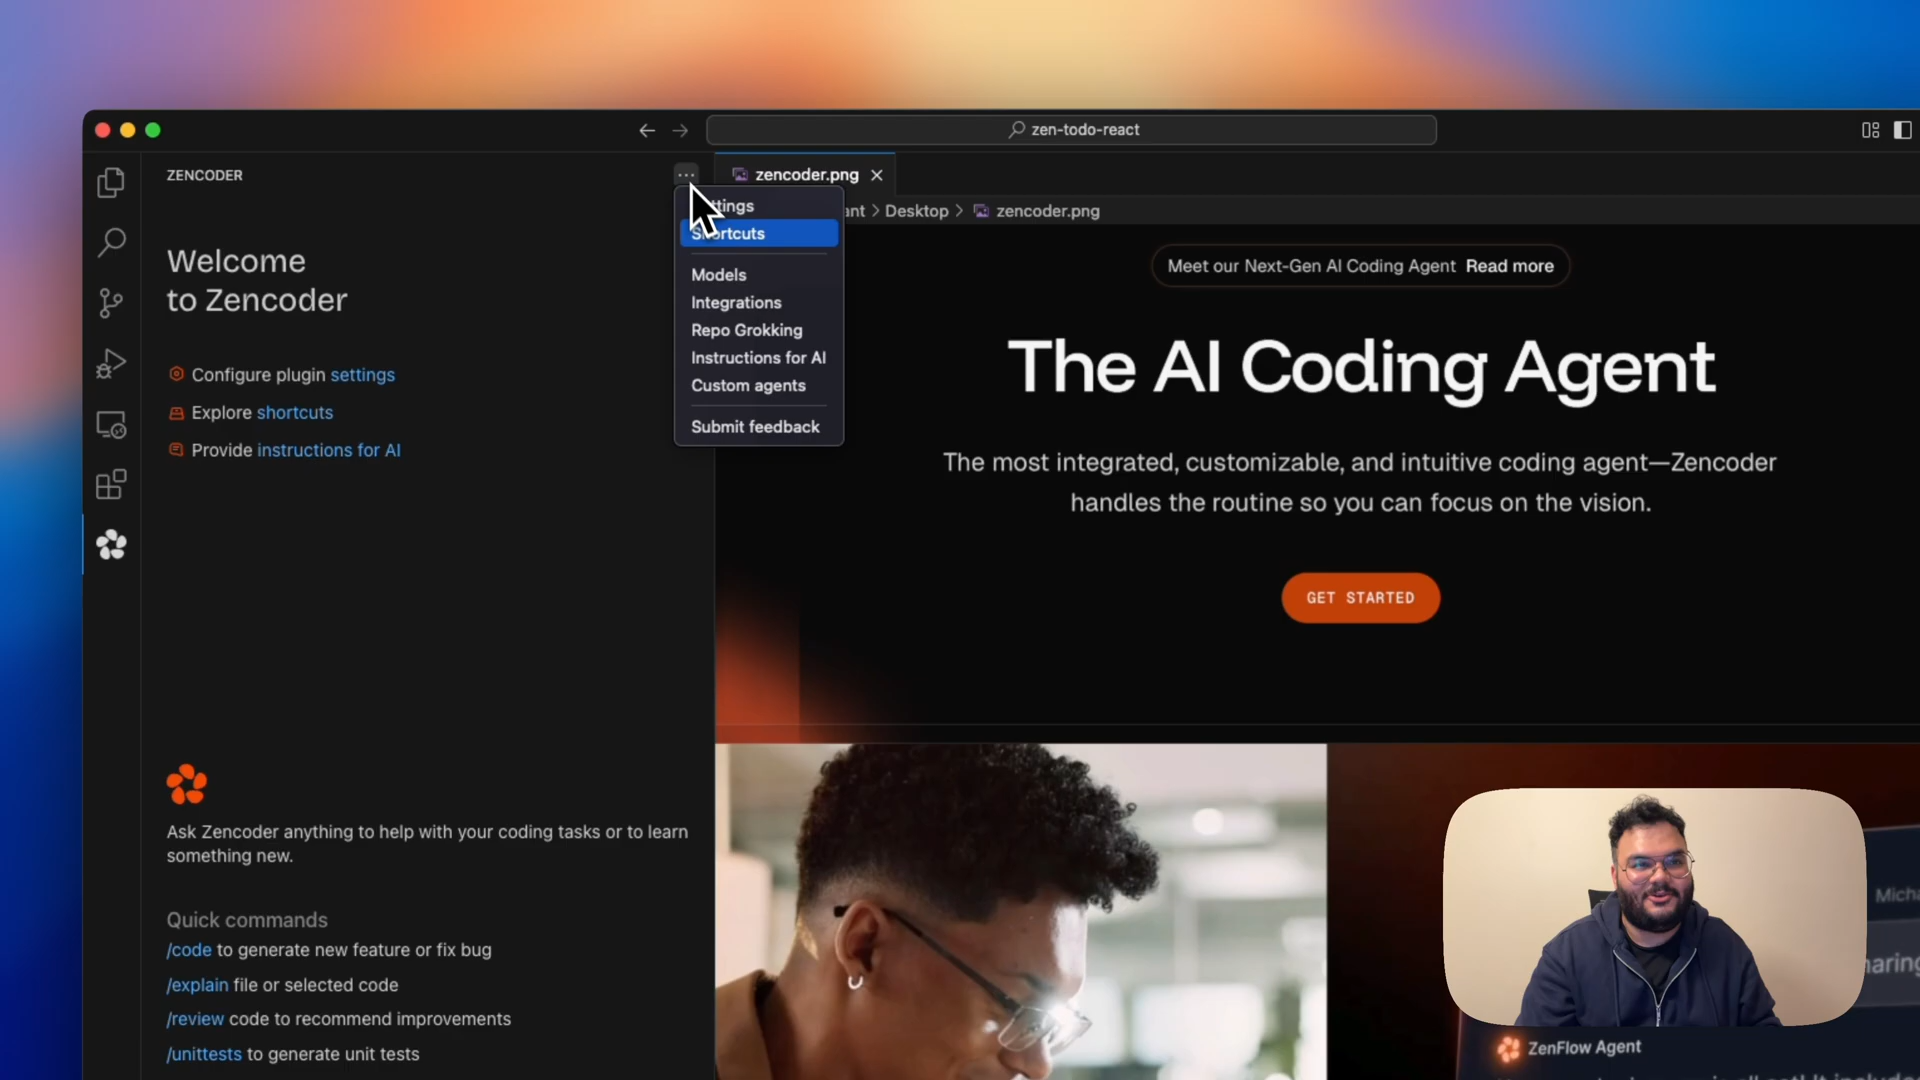 zen-todo-react
ZENCODER
zencoder.png
Desktop > zencoder.png
Welcome
to Zencoder
Configure plugin settings
Explore shortcuts
Provide instructions for AI
Shortcuts
Models
Integrations
Repo Grokking
Instructions for AI
Custom agents
Submit feedback
Meet our Next-Gen AI Coding Agent Read more
The AI Coding Agent
The most integrated, customizable, and intuitive coding agent—Zencoder
handles the routine so you can focus on the vision.
GET STARTED
Ask Zencoder anything to help with your coding tasks or to learn
something new.
Quick commands
/code to generate new feature or fix bug
/explain file or selected code
/review code to recommend improvements
/unittests to generate unit tests
ZenFlow Agent